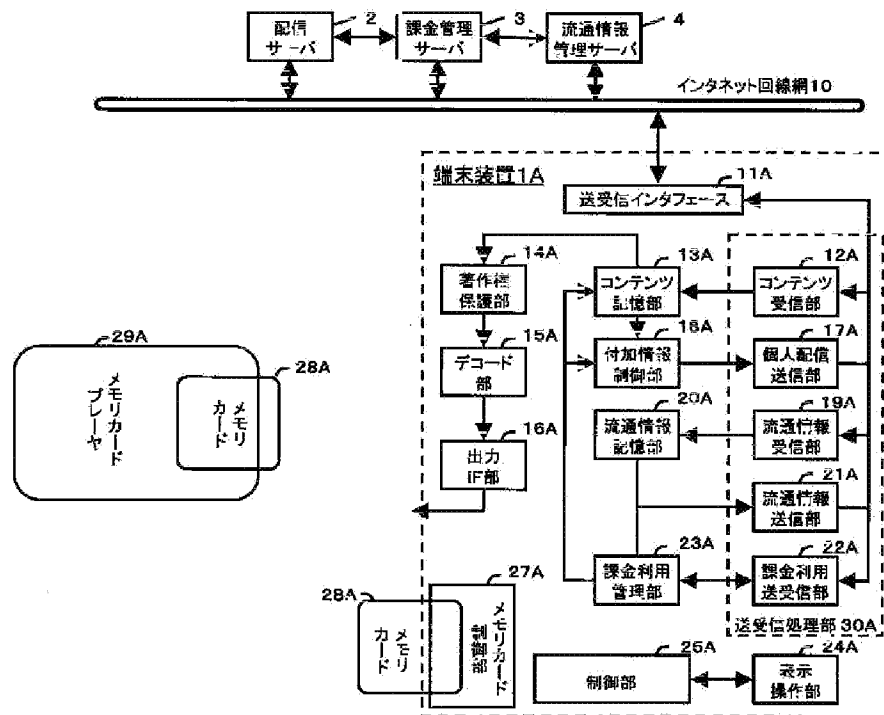 配信
サーバ
2
課金管理
サーバ
3
流通情報
管理サーバ
4
インタネット回線網10
端末装置1A
11A
送受信インタフェース
14A
著作権
保護部
13A
コンテンツ
記憶部
12A
コンテンツ
受信部
15A
デコード
部
18A
付加情報
制御部
17A
個人配信
送信部
29A
メモリカード
プレーヤ
28A
メモリ
カード
16A
出力
IF部
20A
流通情報
記憶部
19A
流通情報
受信部
21A
流通情報
送信部
23A
課金利用
管理部
22A
課金利用
送受信部
送受信処理部30A
27A
メモリカード
制御部
28A
メモリ
カード
制御部
24A
表示
操作部